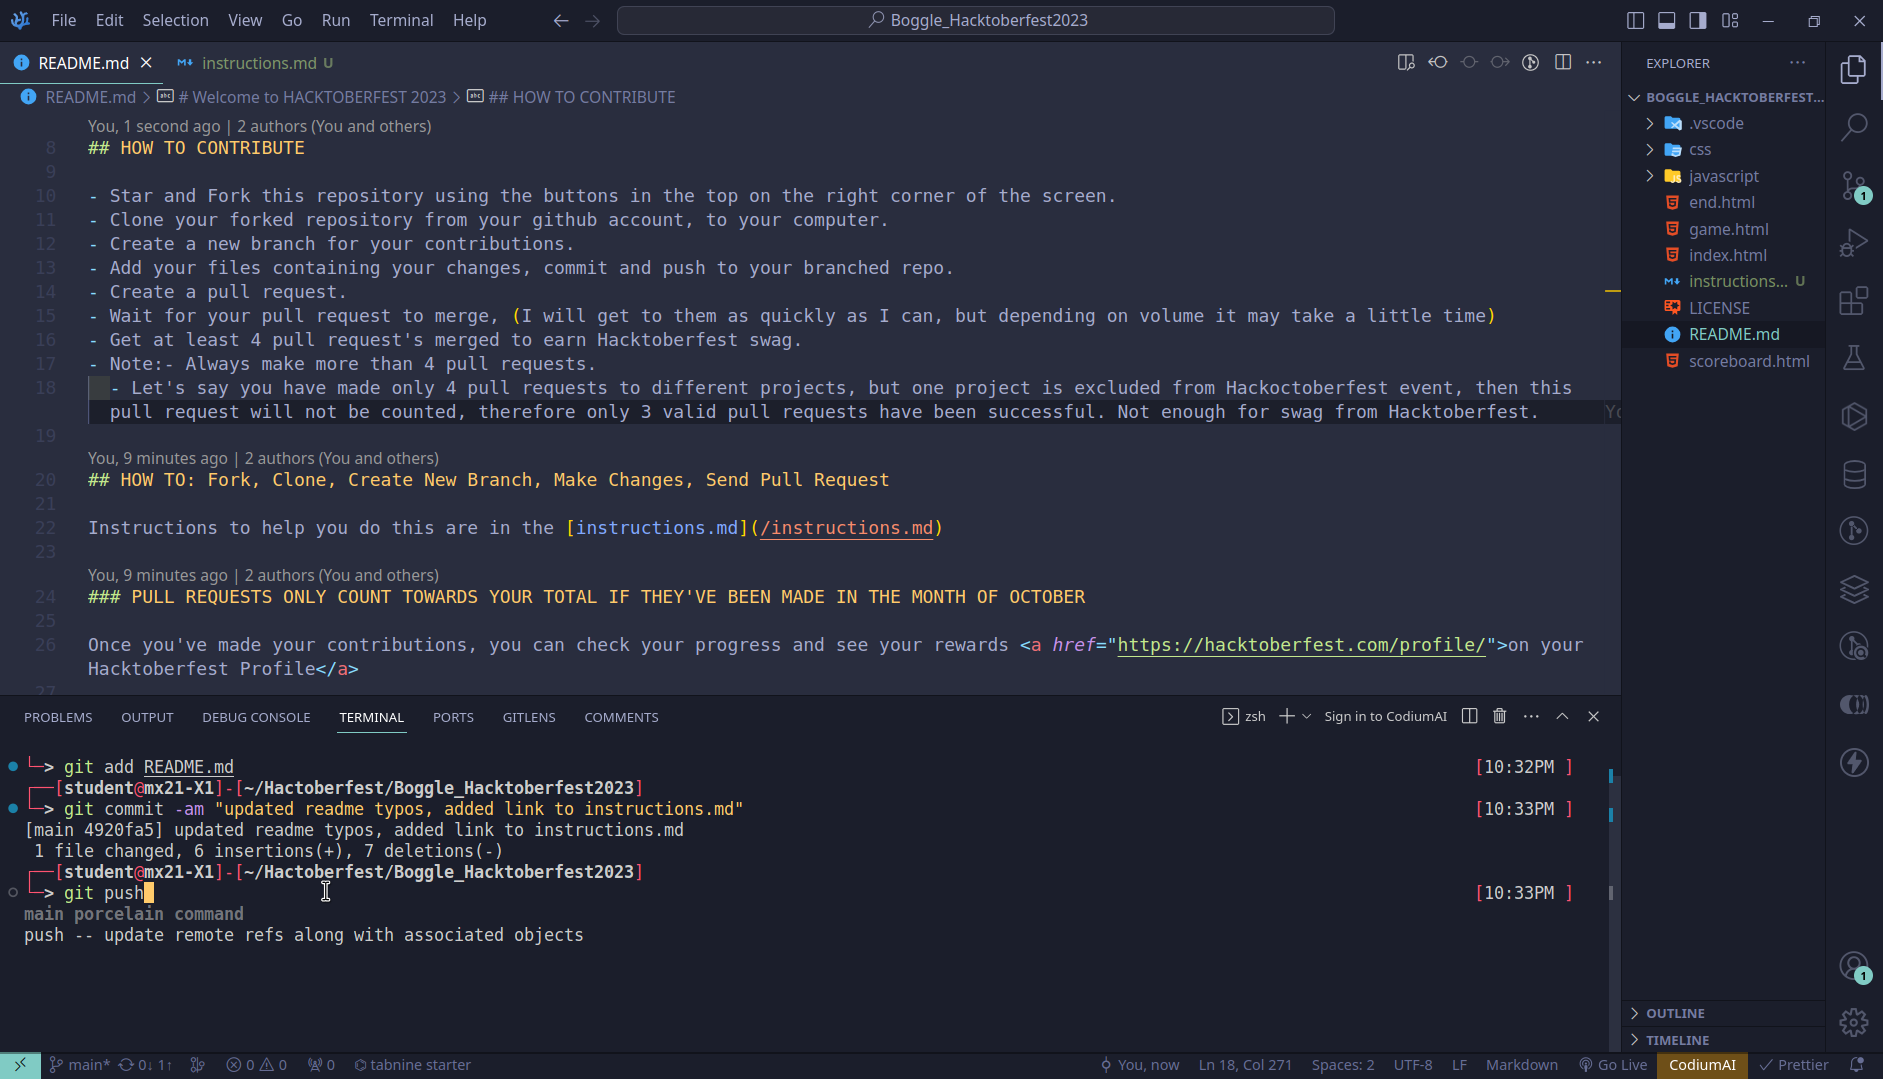 File Edit Selection View Go Run Terminal Help
Boggle_Hacktoberfest2023
README.md
instructions.md U
README.md > # Welcome to HACKTOBERFEST 2023 > ## HOW TO CONTRIBUTE
You, 1 second ago | 2 authors (You and others)
8 ## HOW TO CONTRIBUTE
9
10 - Star and Fork this repository using the buttons in the top on the right corner of the screen.
11 - Clone your forked repository from your github account, to your computer.
12 - Create a new branch for your contributions.
13 - Add your files containing your changes, commit and push to your branched repo.
14 - Create a pull request.
15 - Wait for your pull request to merge, (I will get to them as quickly as I can, but depending on volume it may take a little time)
16 - Get at least 4 pull request's merged to earn Hacktoberfest swag.
17 - Note:- Always make more than 4 pull requests.
18 - Let's say you have made only 4 pull requests to different projects, but one project is excluded from Hackoctoberfest event, then this
pull request will not be counted, therefore only 3 valid pull requests have been successful. Not enough for swag from Hacktoberfest.
19
You, 9 minutes ago | 2 authors (You and others)
20 ## HOW TO: Fork, Clone, Create New Branch, Make Changes, Send Pull Request
21
22 Instructions to help you do this are in the [instructions.md](/instructions.md)
23
You, 9 minutes ago | 2 authors (You and others)
24 ### PULL REQUESTS ONLY COUNT TOWARDS YOUR TOTAL IF THEY'VE BEEN MADE IN THE MONTH OF OCTOBER
25
26 Once you've made your contributions, you can check your progress and see your rewards <a href="https://hacktoberfest.com/profile/">on your
Hacktoberfest Profile</a>
27
PROBLEMS OUTPUT DEBUG CONSOLE TERMINAL PORTS GITLENS COMMENTS
zsh
Sign in to CodiumAI
> git add README.md [10:32PM ]
[student@mx21-X1]-[~/Hactoberfest/Boggle_Hacktoberfest2023]
> git commit -am "updated readme typos, added link to instructions.md" [10:33PM ]
[main 4920fa5] updated readme typos, added link to instructions.md
1 file changed, 6 insertions(+), 7 deletions(-)
[student@mx21-X1]-[~/Hactoberfest/Boggle_Hacktoberfest2023]
> git push [10:33PM ]
main porcelain command
push -- update remote refs along with associated objects
EXPLORER
BOGGLE_HACKTOBERFEST...
.vscode
css
javascript
end.html
game.html
index.html
instructions... U
LICENSE
README.md
scoreboard.html
OUTLINE
TIMELINE
1
1
main* 0↓ 1↑ 0 0 0 tabnine starter
You, now Ln 18, Col 271 Spaces: 2 UTF-8 LF Markdown Go Live CodiumAI Prettier